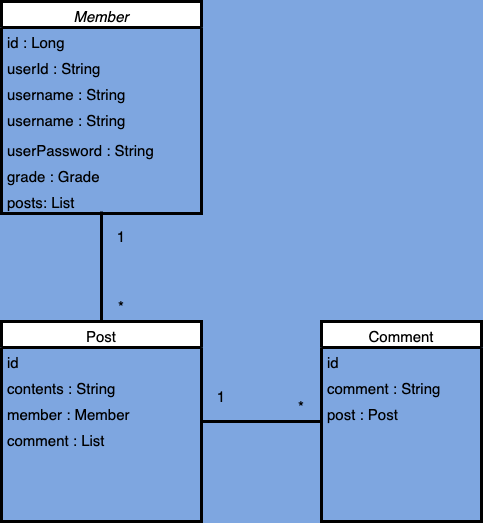 Member
id : Long
userId : String
username : String
username : String
userPassword : String
grade : Grade
posts: List
1
*
Post
id
contents : String
member : Member
comment : List
1
*
Comment
id
comment : String
post : Post